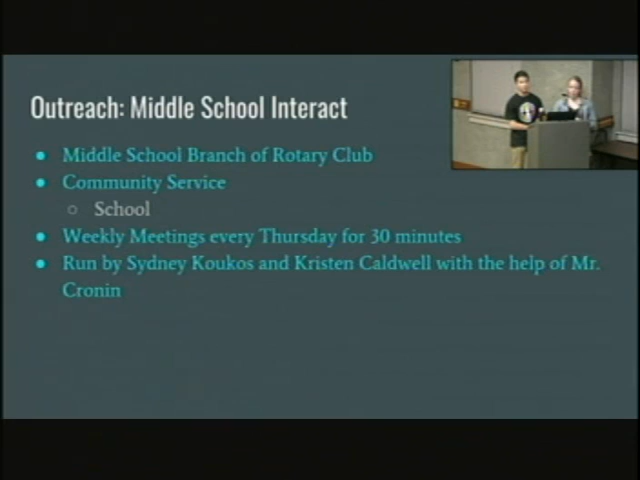 Outreach: Middle School Interact
● Middle School Branch of Rotary Club
● Community Service
○ School
● Weekly Meetings every Thursday for 30 minutes
● Run by Sydney Koukos and Kristen Caldwell with the help of Mr.
Cronin